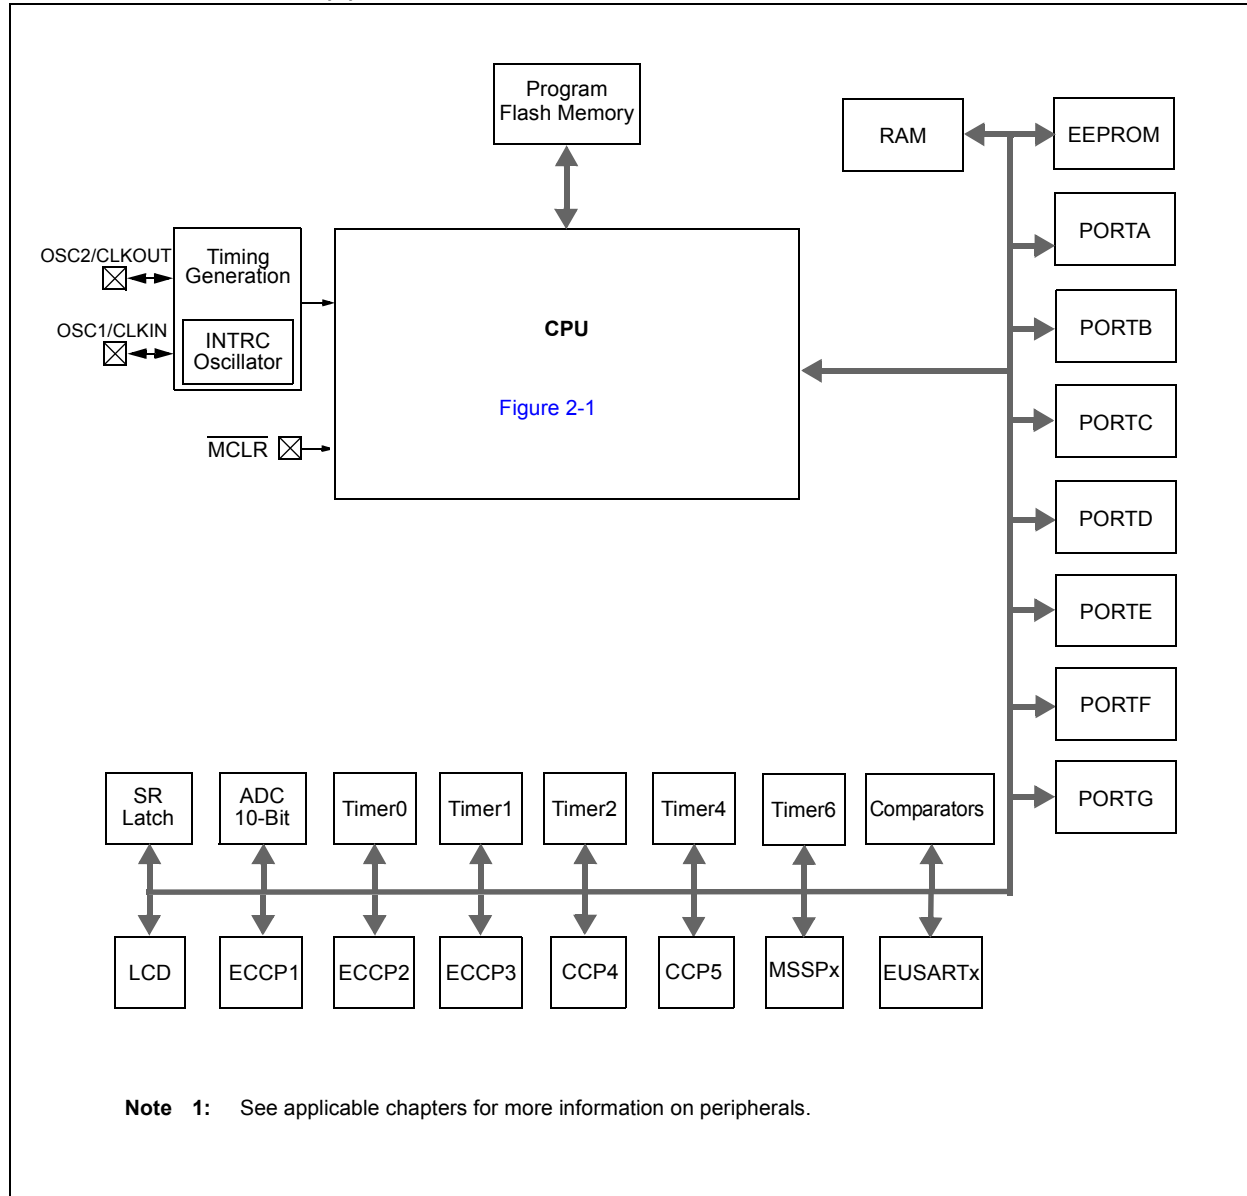 Program
Flash Memory
RAM
EEPROM
PORTA
OSC2/CLKOUT
Timing
Generation
OSC1/CLKIN
INTRC
Oscillator
CPU
PORTB
Figure 2-1
PORTC
MCLR
PORTD
PORTE
PORTF
PORTG
SR
Latch
ADC
10-Bit
Timer0
Timer1
Timer2
Timer4
Timer6
Comparators
LCD
ECCP1
ECCP2
ECCP3
CCP4
CCP5
MSSPx
EUSARTx
Note 1: See applicable chapters for more information on peripherals.